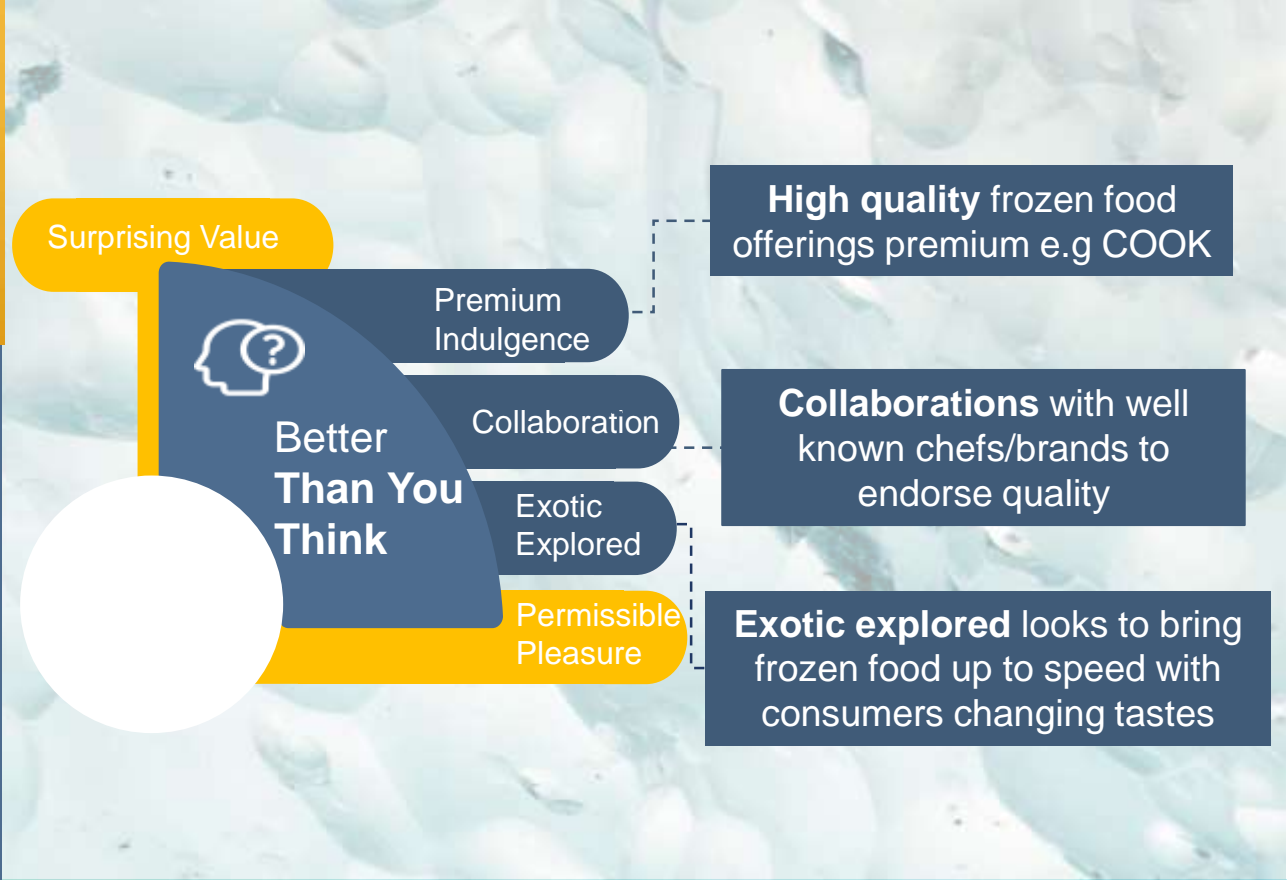 Surprising Value
Premium
Indulgence
Collaboration
Exotic
Explored
Permissible
Pleasure
?
Better
Than You
Think
High quality frozen food
offerings premium e.g COOK
Collaborations with well
known chefs/brands to
endorse quality
Exotic explored looks to bring
frozen food up to speed with
consumers changing tastes